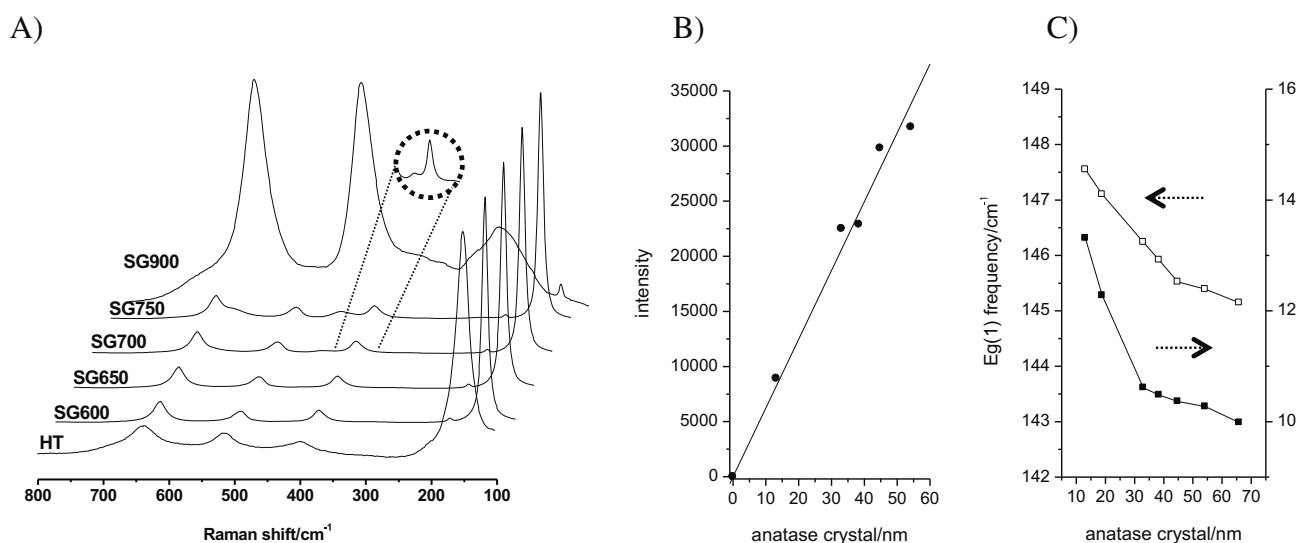 A)
SG900
SG750
SG700
SG650
SG600
HT
800 700 600 500 400 300 200 100
Raman shift/cm-1
B)
35000
30000
25000
20000
15000
10000
5000
0
intensity
0 10 20 30 40 50 60
anatase crystal/nm
C)
149
148
147
146
145
144
143
142
Eg(1) frequency/cm-1
16
14
12
10
10 20 30 40 50 60 70
anatase crystal/nm